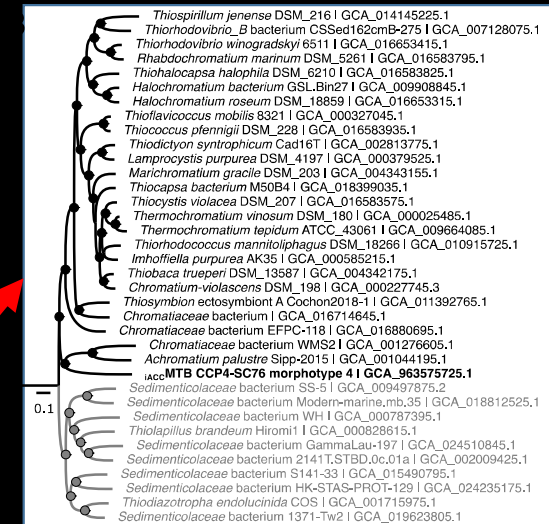 Thiospirillum jenense DSM_216 | GCA_014145225.1
Thiorhodovibrio_B bacterium CSSed162cmB-275 | GCA_007128075.1
Thiorhodovibrio winogradskyi 6511 | GCA_016653415.1
Rhabdochromatium marinum DSM_5261 | GCA_016583795.1
Thiohalocapsa halophila DSM_6210 | GCA_016583825.1
Halochromatium bacterium GSL.Bin27 | GCA_009908845.1
Halochromatium roseum DSM_18859 | GCA_016653315.1
Thioflavicoccus mobilis 8321 | GCA_000327045.1
Thiococcus pfennigii DSM_228 | GCA_016583935.1
Thiodictyon syntrophicum Cad16T | GCA_002813775.1
Lamprocystis purpurea DSM_4197 | GCA_000379525.1
Marichromatium gracile DSM_203 | GCA_004343155.1
Thiocapsa bacterium M50B4 | GCA_018399035.1
Thiocystis violacea DSM_207 | GCA_016583575.1
Thermochromatium vinosum DSM_180 | GCA_000025485.1
Thermochromatium tepidum ATCC_43061 | GCA_009664085.1
Thiorhodococcus mannitoliphagus DSM_18266 | GCA_010915725.1
Imhoffiella purpurea AK35 | GCA_000585215.1
Thiobaca trueperi DSM_13587 | GCA_004342175.1
Chromatium-violascens DSM_198 | GCA_000227745.3
Thiosymbion ectosymbiont A Cochon2018-1 | GCA_011392765.1
Chromatiaceae bacterium | GCA_016714645.1
Chromatiaceae bacterium EFPC-118 | GCA_016880695.1
Chromatiaceae bacterium WMS2 | GCA_001276605.1
Achromatium palustre Sipp-2015 | GCA_001044195.1
iACCMTB CCP4-SC76 morphotype 4 | GCA_963575725.1
Sedimenticolaceae bacterium SS-5 | GCA_009497875.2
Sedimenticolaceae bacterium Modern-marine.mb.35 | GCA_018812525.1
Sedimenticolaceae bacterium WH | GCA_000787395.1
Thiolapillus brandeum Hiromi1 | GCA_000828615.1
Sedimenticolaceae bacterium GammaLau-197 | GCA_024510845.1
Sedimenticolaceae bacterium 2141T.STBD.0c.01a | GCA_002009425.1
Sedimenticolaceae bacterium S141-33 | GCA_015490795.1
Sedimenticolaceae bacterium HK-STAS-PROT-129 | GCA_024235175.1
Thiodiazotropha endolucinida COS | GCA_001715975.1
Sedimenticolaceae bacterium 1371-Tw2 | GCA_019623805.1
0.1